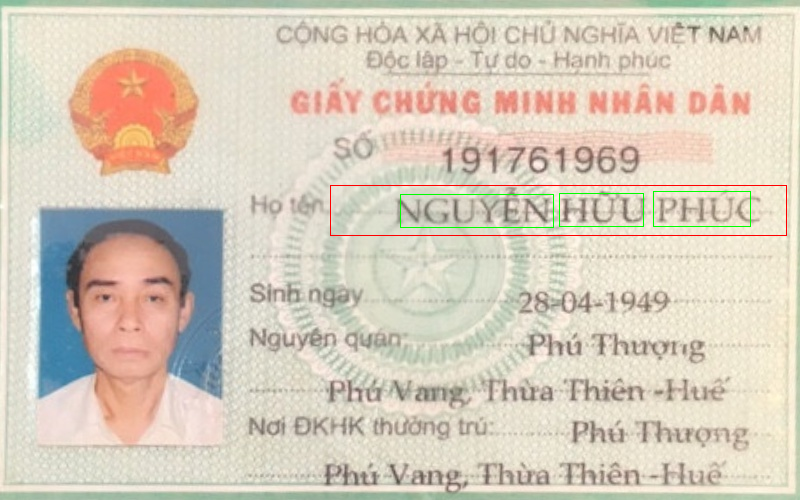 CỘNG HÒA XÃ HỘI CHỦ NGHĨA VIỆT NAM
Độc lập - Tự do - Hạnh phúc
GIẤY CHỨNG MINH NHÂN DÂN
SỐ 191761969
Họ tên NGUYỄN HỮU PHÚC
Sinh ngày 28-04-1949
Nguyên quán: Phú Thượng
Phú Vang, Thừa Thiên -Huế
Nơi ĐKHK thường trú: Phú Thượng
Phú Vang, Thừa Thiên -Huế